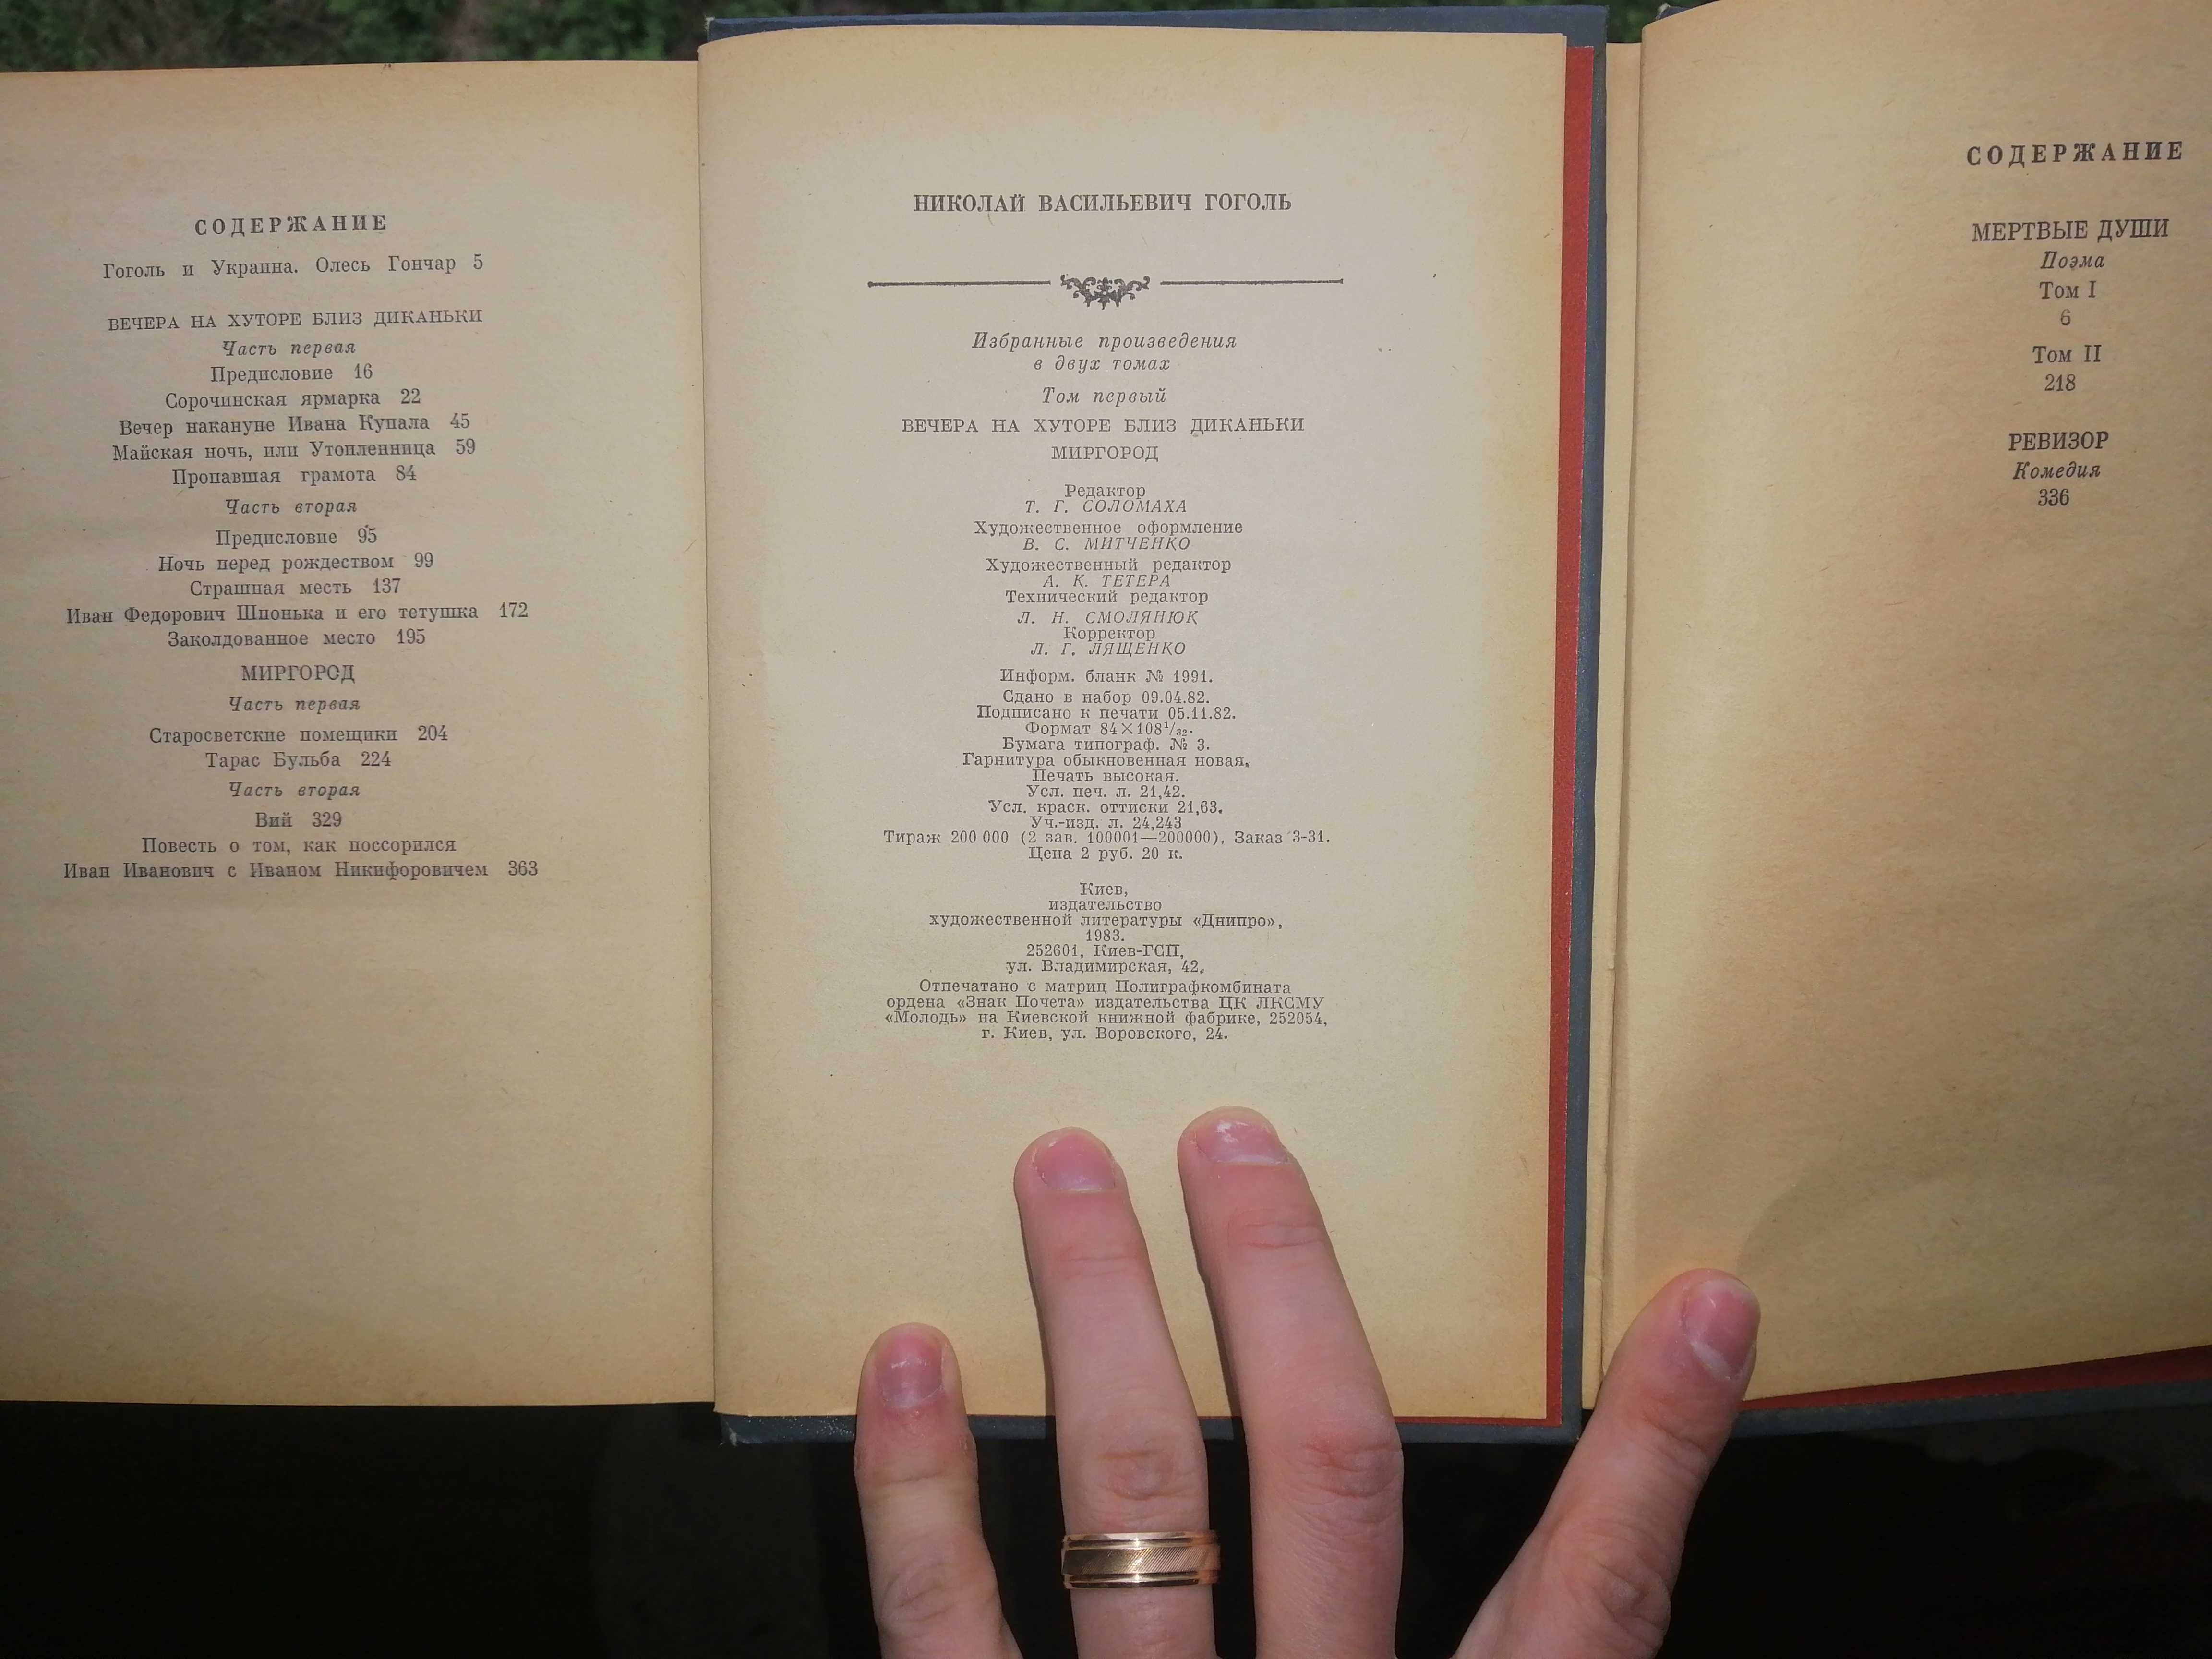 СОДЕРЖАНИЕ
Гоголь и Украина. Олесь Гончар 5
ВЕЧЕРА НА ХУТОРЕ БЛИЗ ДИКАНЬКИ
Часть первая
Предисловие 16
Сорочинская ярмарка 22
Вечер накануне Ивана Купала 45
Майская ночь, или Утопленница 59
Пропавшая грамота 84
Часть вторая
Предисловие 95
Ночь перед рождеством 99
Страшная месть 137
Иван Федорович Шпонька и его тетушка 172
Заколдованное место 195
МИРГОРОД
Часть первая
Старосветские помещики 204
Тарас Бульба 224
Часть вторая
Вий 329
Повесть о том, как поссорился
Иван Иванович с Иваном Никифоровичем 363
НИКОЛАЙ ВАСИЛЬЕВИЧ ГОГОЛЬ
Избранные произведения
в двух томах
Том первый
ВЕЧЕРА НА ХУТОРЕ БЛИЗ ДИКАНЬКИ
МИРГОРОД
Редактор
Т. Г. СОЛОМАХА
Художественное оформление
В. С. МИТЧЕНКО
Художественный редактор
А. К. ТЕТЕРА
Технический редактор
Л. Н. СМОЛЯНЮК
Корректор
Л. Г. ЛЯЩЕНКО
Информ. бланк № 1991.
Сдано в набор 09.04.82.
Подписано к печати 05.11.82.
Формат 84×108¹/₃₂.
Бумага типограф. № 3.
Гарнитура обыкновенная новая.
Печать высокая.
Усл. печ. л. 21,42.
Усл. краск. оттиски 21,63.
Уч.-изд. л. 24,243
Тираж 200 000 (2 зав. 100001—200000). Заказ 3-31.
Цена 2 руб. 20 к.
Киев,
издательство
художественной литературы «Днипро»,
1983.
252601, Киев-ГСП,
ул. Владимирская, 42.
Отпечатано с матриц Полиграфкомбината
ордена «Знак Почета» издательства ЦК ЛКСМУ
«Молодь» на Киевской книжной фабрике, 252054,
г. Киев, ул. Воровского, 24.
СОДЕРЖАНИЕ
МЕРТВЫЕ ДУШИ
Поэма
Том I
6
Том II
218
РЕВИЗОР
Комедия
336